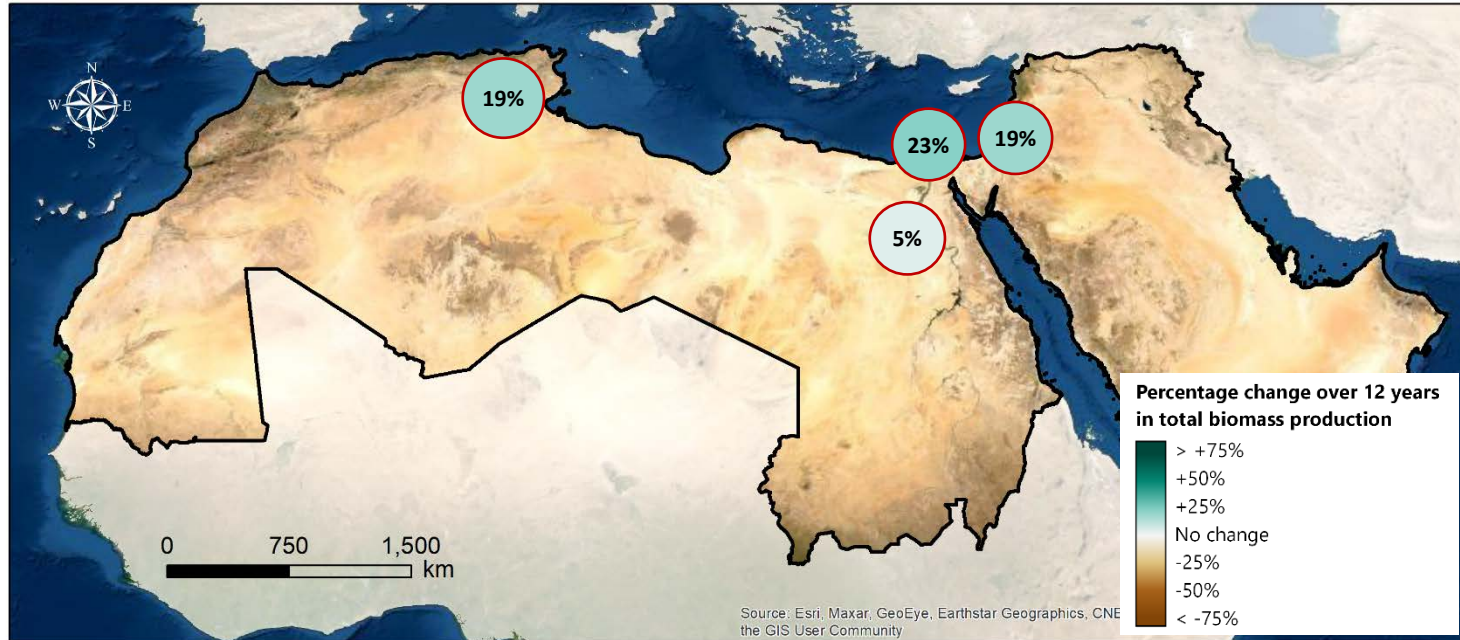 N
W E
S
19%
23%
19%
5%
Percentage change over 12 years
in total biomass production
> +75%
+50%
+25%
No change
-25%
-50%
< -75%
0 750 1,500
km
Source: Esri, Maxar, GeoEye, Earthstar Geographics, CNE
the GIS User Community